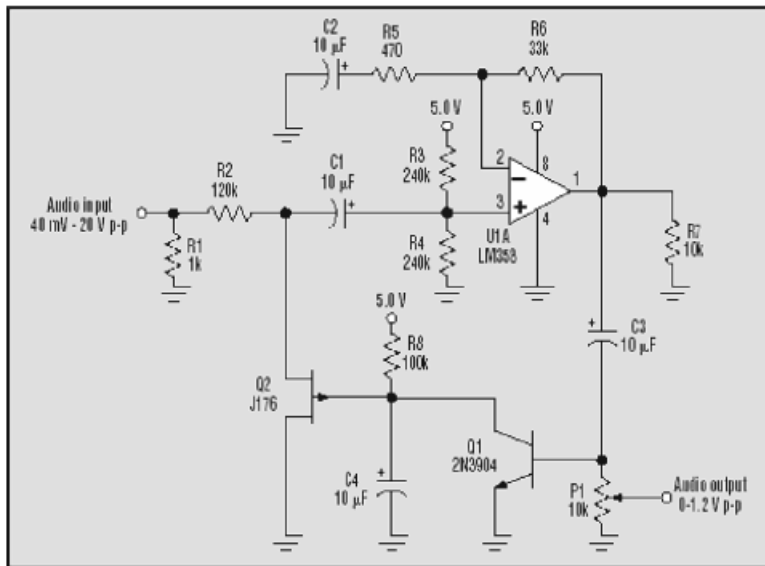 C2
10 µF
+
R5
470
R6
33k
5.0 V
5.0 V
R2
120k
C1
10 µF
+
R3
240k
2
8
1
Audio input
40 mV - 20 V p-p
3
4
R1
1k
R4
240k
U1A
LM358
R7
10k
5.0 V
R8
100k
+
C3
10 µF
Q2
J176
Q1
2N3904
+
C4
10 µF
P1
10k
Audio output
0-1.2 V p-p